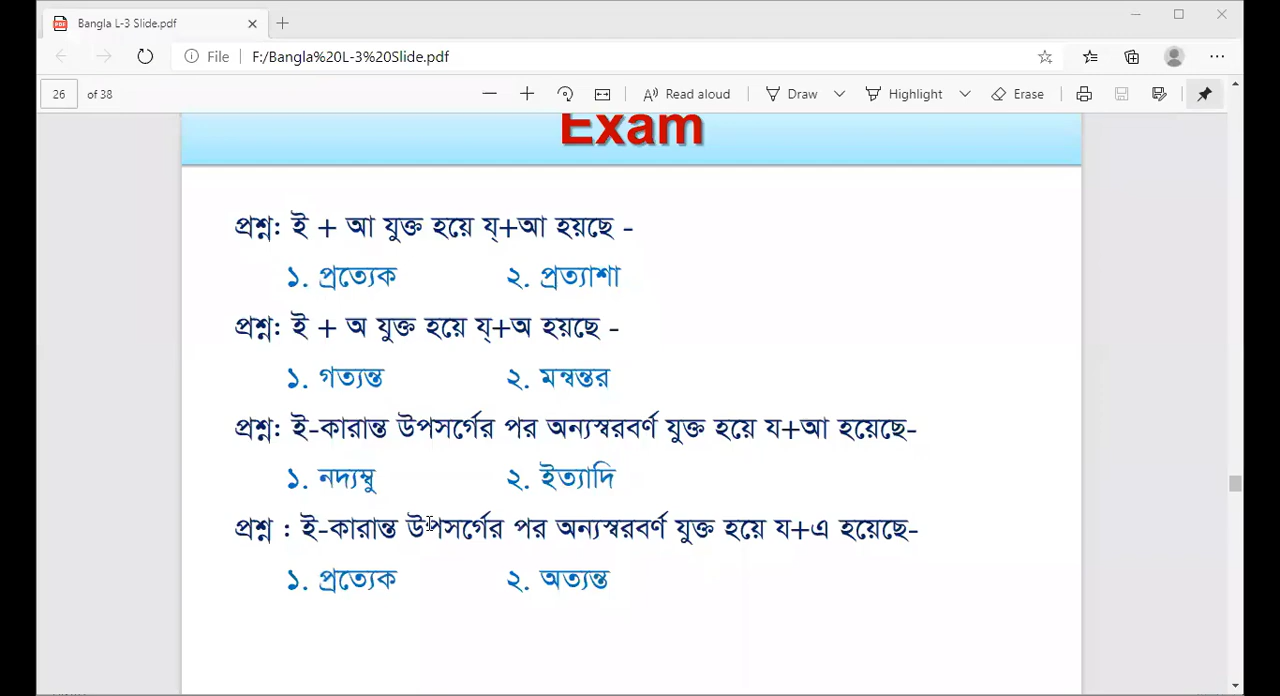 Bangla L-3 Slide.pdf
File F:/Bangla%20L-3%20Slide.pdf
26 of 38 Read aloud Draw Highlight Erase
Exam
প্রশ্ন: ই + আ যুক্ত হয়ে য্+আ হয়ছে -
১. প্রত্যেক ২. প্রত্যাশা
প্রশ্ন: ই + অ যুক্ত হয়ে য্+অ হয়ছে -
১. গত্যন্ত ২. মন্বন্তর
প্রশ্ন: ই-কারান্ত উপসর্গের পর অন্যস্বরবর্ণ যুক্ত হয়ে য+আ হয়েছে-
১. নদ্যম্বু ২. ইত্যাদি
প্রশ্ন : ই-কারান্ত উপসর্গের পর অন্যস্বরবর্ণ যুক্ত হয়ে য+এ হয়েছে-
১. প্রত্যেক ২. অত্যন্ত